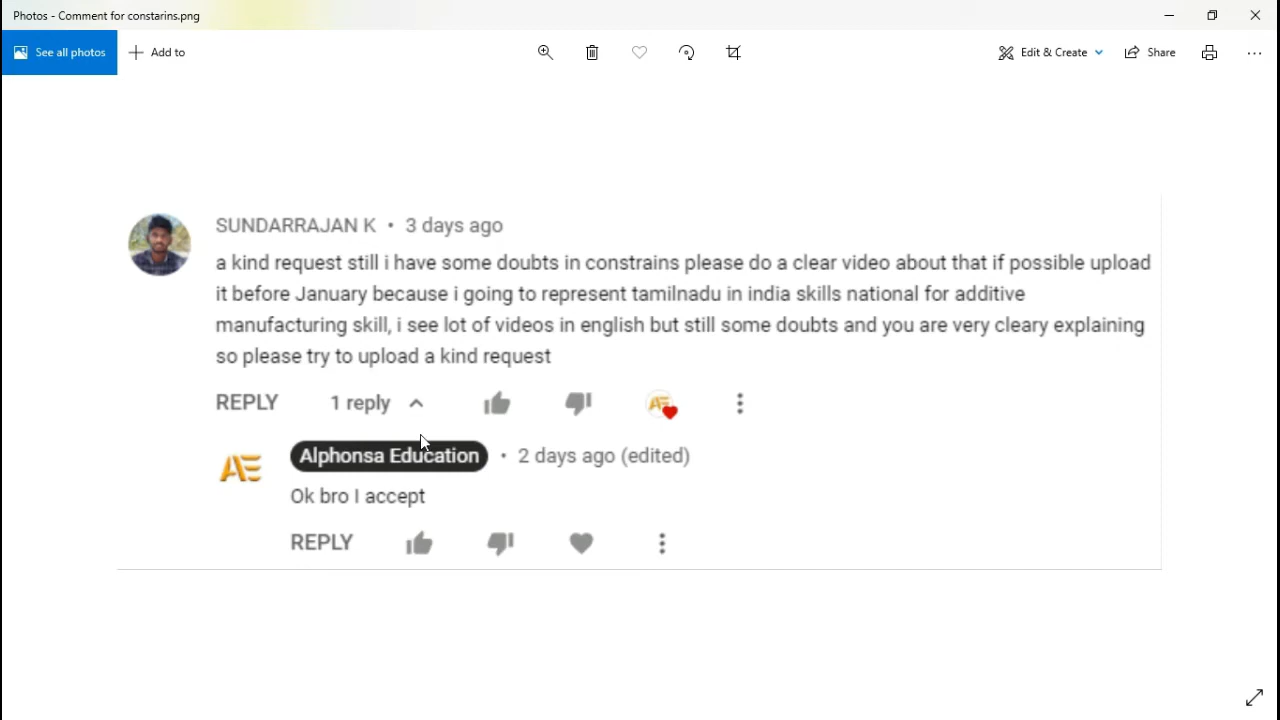 Photos - Comment for constarins.png
See all photos
Add to
Edit & Create
Share
SUNDARRAJAN K • 3 days ago
a kind request still i have some doubts in constrains please do a clear video about that if possible upload
it before January because i going to represent tamilnadu in india skills national for additive
manufacturing skill, i see lot of videos in english but still some doubts and you are very cleary explaining
so please try to upload a kind request
REPLY 1 reply
AE
AE
Alphonsa Education • 2 days ago (edited)
Ok bro I accept
REPLY